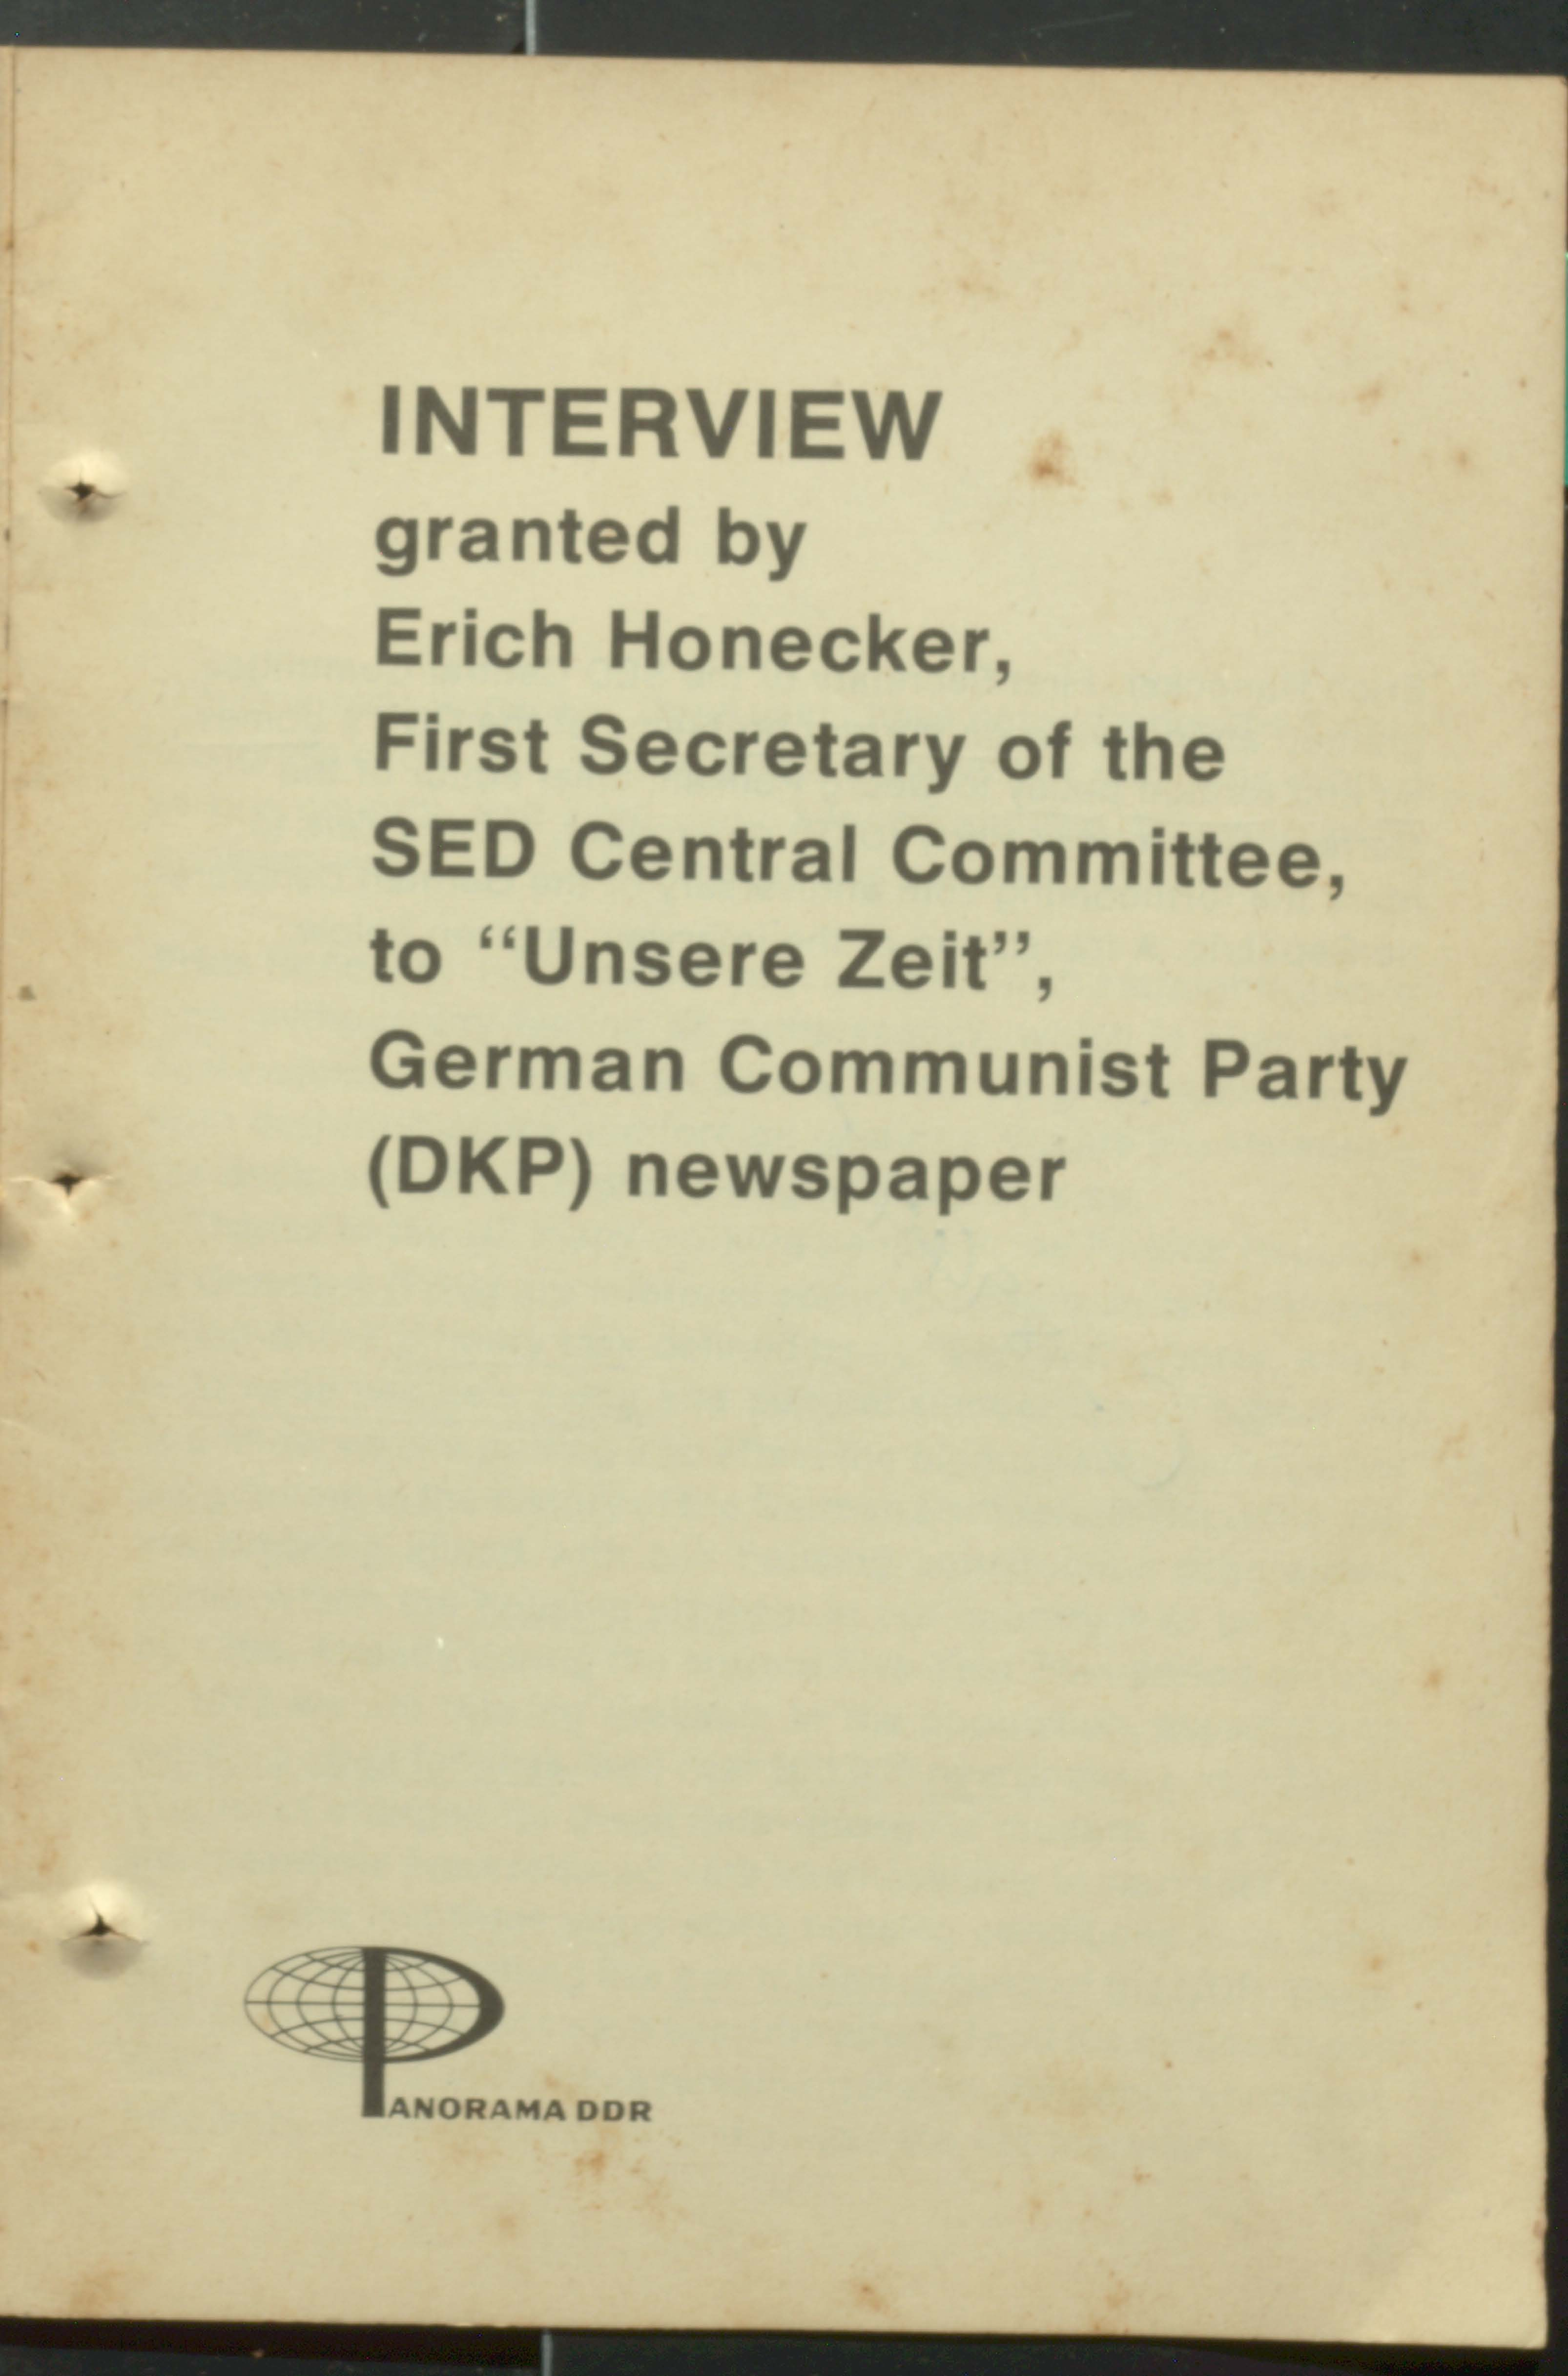 INTERVIEW
granted by
Erich Honecker,
First Secretary of the
SED Central Committee,
to “Unsere Zeit”,
German Communist Party
(DKP) newspaper
PANORAMA DDR